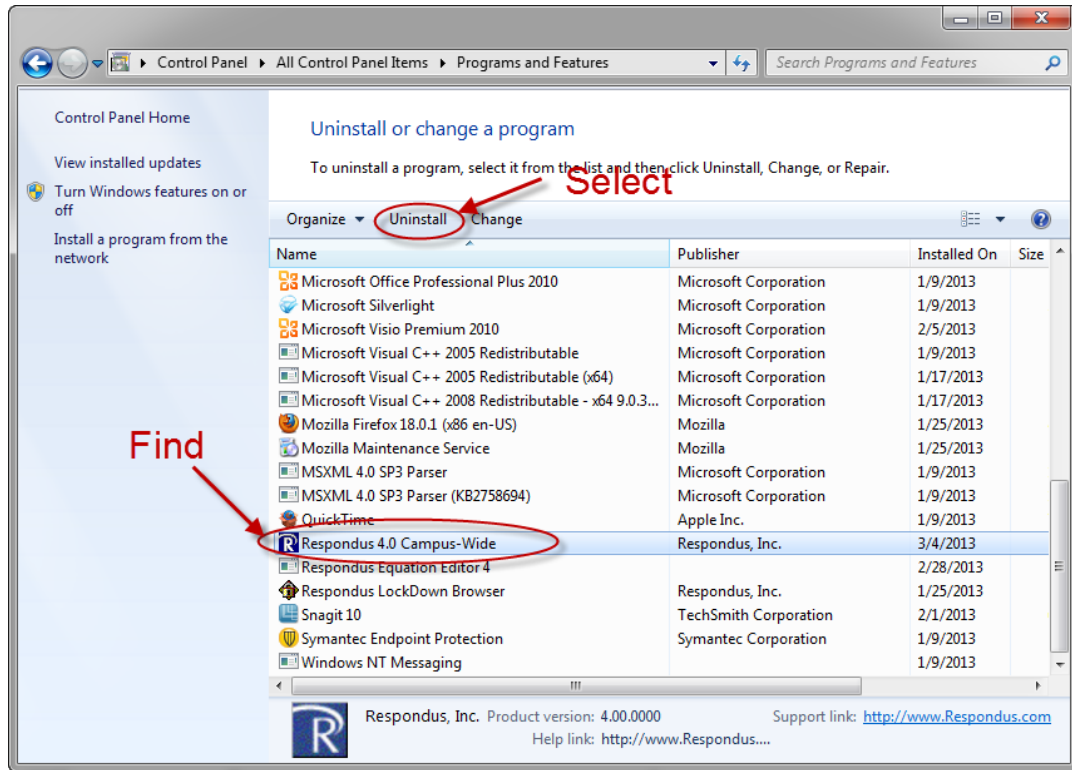 Control Panel ▸ All Control Panel Items ▸ Programs and Features
Search Programs and Features
Control Panel Home
View installed updates
Turn Windows features on or
off
Install a program from the
network
Uninstall or change a program
To uninstall a program, select it from the list and then click Uninstall, Change, or Repair.
Select
Organize Uninstall Change
Name Publisher Installed On Size
Microsoft Office Professional Plus 2010 Microsoft Corporation 1/9/2013
Microsoft Silverlight Microsoft Corporation 1/9/2013
Microsoft Visio Premium 2010 Microsoft Corporation 2/5/2013
Microsoft Visual C++ 2005 Redistributable Microsoft Corporation 1/9/2013
Microsoft Visual C++ 2005 Redistributable (x64) Microsoft Corporation 1/17/2013
Microsoft Visual C++ 2008 Redistributable - x64 9.0.3... Microsoft Corporation 1/17/2013
Mozilla Firefox 18.0.1 (x86 en-US) Mozilla 1/25/2013
Mozilla Maintenance Service Mozilla 1/25/2013
Find
MSXML 4.0 SP3 Parser Microsoft Corporation 1/9/2013
MSXML 4.0 SP3 Parser (KB2758694) Microsoft Corporation 1/9/2013
QuickTime Apple Inc. 1/9/2013
Respondus 4.0 Campus-Wide Respondus, Inc. 3/4/2013
Respondus Equation Editor 4 2/28/2013
Respondus LockDown Browser Respondus, Inc. 1/25/2013
Snagit 10 TechSmith Corporation 2/1/2013
Symantec Endpoint Protection Symantec Corporation 1/9/2013
Windows NT Messaging 1/9/2013
Respondus, Inc. Product version: 4.00.0000 Support link: http://www.Respondus.com
Help link: http://www.Respondus....